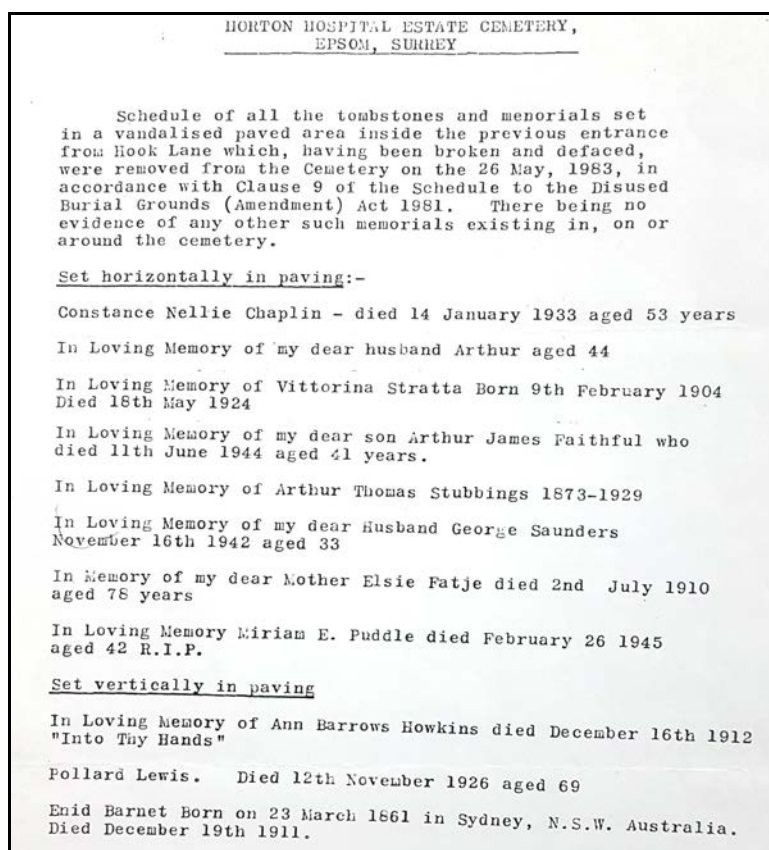 HORTON HOSPITAL ESTATE CEMETERY,
EPSOM, SURREY
Schedule of all the tombstones and menorials set
in a vandalised paved area inside the previous entrance
from Hook Lane which, having been broken and defaced,
were removed from the Cemetery on the 26 May, 1983, in
accordance with Clause 9 of the Schedule to the Disused
Burial Grounds (Amendment) Act 1981. There being no
evidence of any other such memorials existing in, on or
around the cemetery.
Set horizontally in paving:-
Constance Nellie Chaplin - died 14 January 1933 aged 53 years
In Loving Memory of my dear husband Arthur aged 44
In Loving Memory of Vittorina Stratta Born 9th February 1904
Died 18th May 1924
In Loving Memory of my dear son Arthur James Faithful who
died 11th June 1944 aged 41 years.
In Loving Memory of Arthur Thomas Stubbings 1873-1929
In Loving Memory of my dear Husband George Saunders
November 16th 1942 aged 33
In Memory of my dear Mother Elsie Fatje died 2nd July 1910
aged 78 years
In Loving Memory Miriam E. Puddle died February 26 1945
aged 42 R.I.P.
Set vertically in paving
In Loving Memory of Ann Barrows Howkins died December 16th 1912
"Into Thy Hands"
Pollard Lewis. Died 12th November 1926 aged 69
Enid Barnet Born on 23 March 1861 in Sydney, N.S.W. Australia.
Died December 19th 1911.